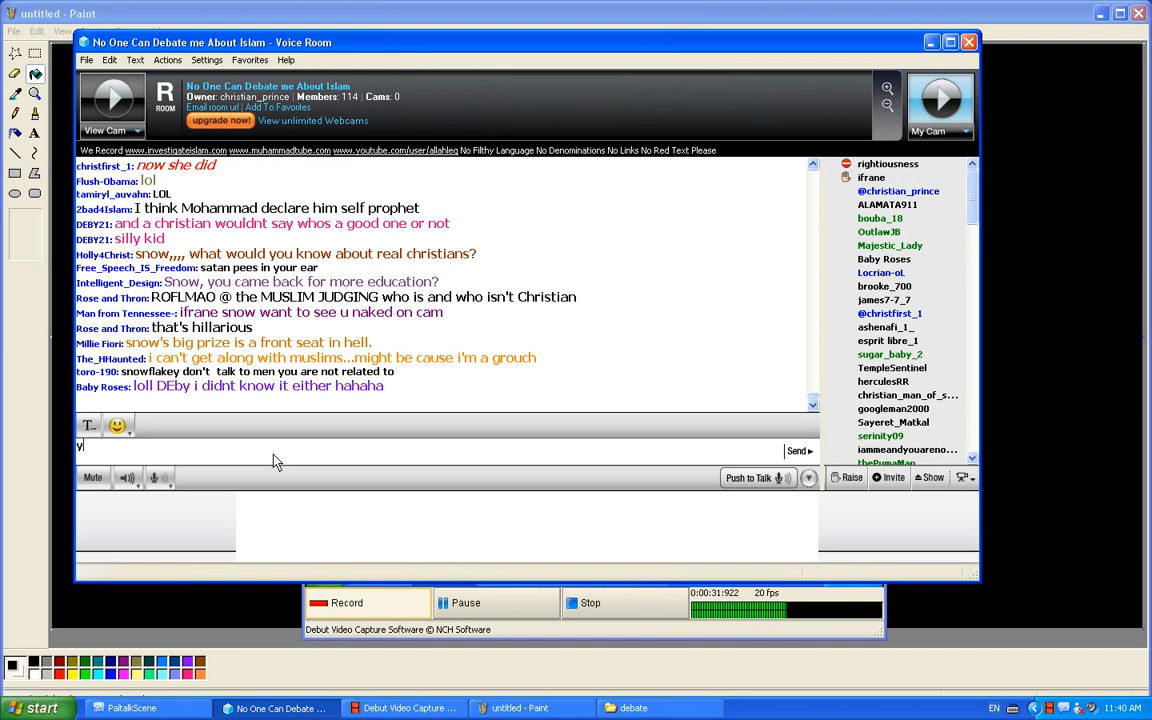 untitled - Paint
File Edit View
No One Can Debate me About Islam - Voice Room
File Edit Text Actions Settings Favorites Help
View Cam
R
ROOM
No One Can Debate me About Islam
Owner: christian_prince | Members: 114 | Cams: 0
Email room url | Add To Favorites
upgrade now! View unlimited Webcams
My Cam
We Record www.investigateislam.com www.muhammadtube.com www.youtube.com/user/allahleg No Filthy Language No Denominations No Links No Red Text Please
christfirst_1: now she did
Flush-Obama: lol
tamiryl_auvahn: LOL
2bad4Islam: I think Mohammad declare him self prophet
DEBY21: and a christian wouldnt say whos a good one or not
DEBY21: silly kid
Holly4Christ: snow,,,, what would you know about real christians?
Free_Speech_IS_Freedom: satan pees in your ear
Intelligent_Design: Snow, you came back for more education?
Rose and Thron: ROFLMAO @ the MUSLIM JUDGING who is and who isn't Christian
Man from Tennessee-: ifrane snow want to see u naked on cam
Rose and Thron: that's hillarious
Millie Fiori: snow's big prize is a front seat in hell.
The_HHaunted: i can't get along with muslims...might be cause i'm a grouch
toro-190: snowflakey don't talk to men you are not related to
Baby Roses: loll DEby i didnt know it either hahaha
rightiousness
ifrane
@christian_prince
ALAMATA911
bouba_18
OutlawJB
Majestic_Lady
Baby Roses
Locrian-oL
brooke_700
james7-7_7
@christfirst_1
ashenafi_1_
esprit libre_1
sugar_baby_2
TempleSentinel
herculesRR
christian_man_of_s...
googleman2000
Sayeret_Matkal
serinity09
iammeandyouareno...
thePumaMan
T...
y
Send
Mute
Push to Talk
Raise Invite Show
Record Pause Stop 0:00:31:922 20 fps
Debut Video Capture Software © NCH Software
start PaltalkScene No One Can Debate ... Debut Video Capture ... untitled - Paint debate EN 11:40 AM